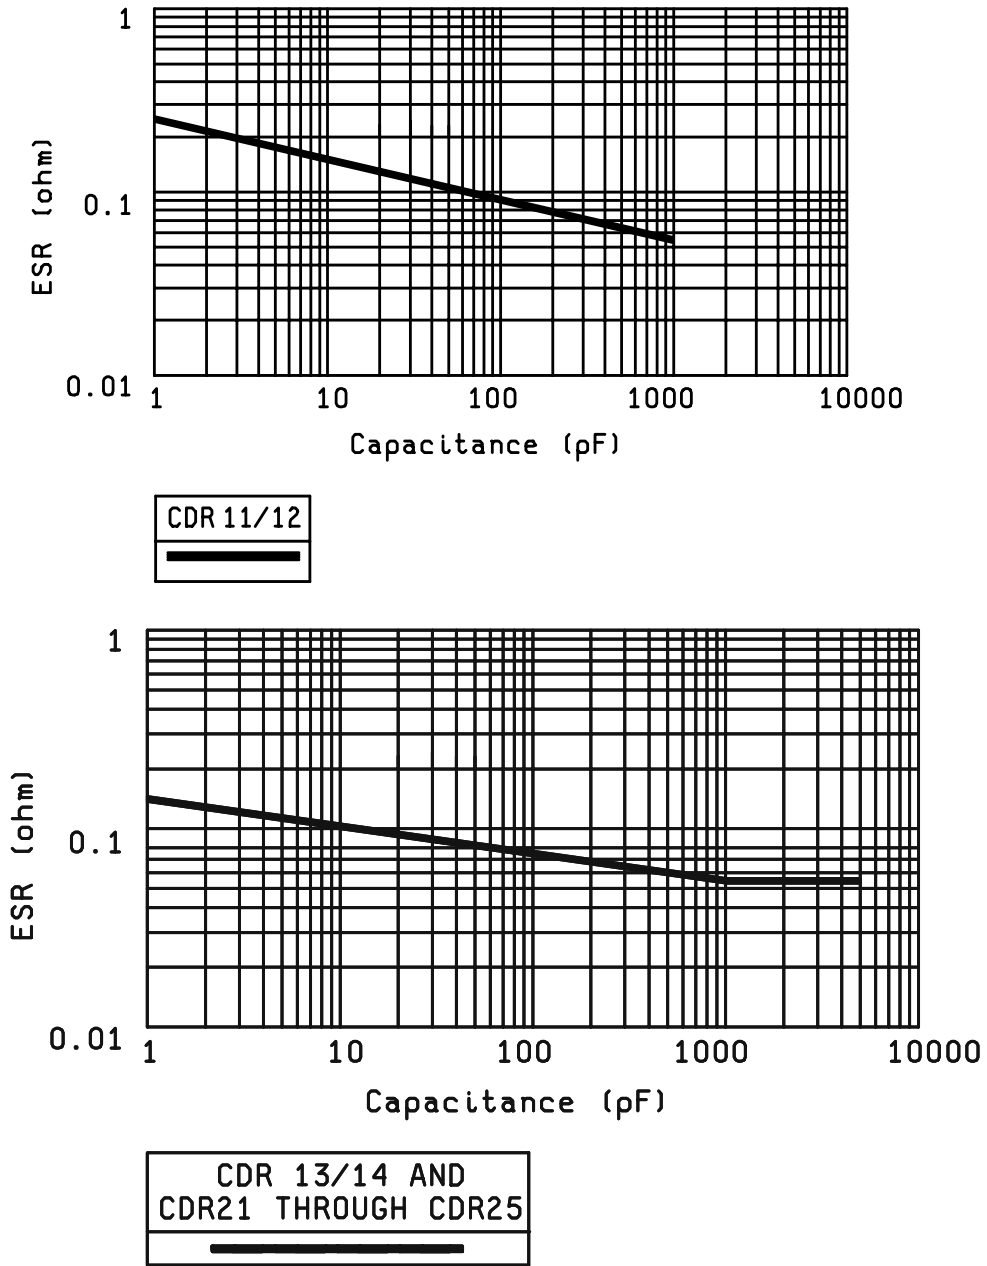 1
0.1
0.01
ESR (ohm)
1 10 100 1000 10000
Capacitance (pF)
CDR 11/12
1
0.1
0.01
ESR (ohm)
1 10 100 1000 10000
Capacitance (pF)
CDR 13/14 AND
CDR21 THROUGH CDR25